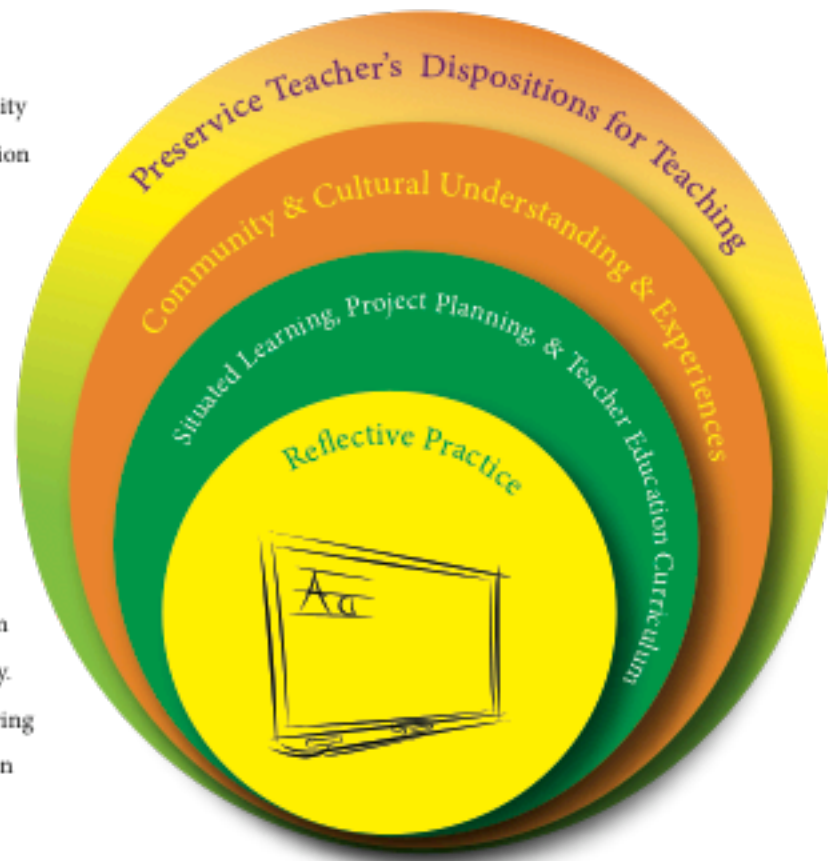 Preservice Teacher's Dispositions for Teaching
Community & Cultural Understanding & Experiences
Situated Learning, Project Planning, & Teacher Education Curriculum
Reflective Practice
Aa